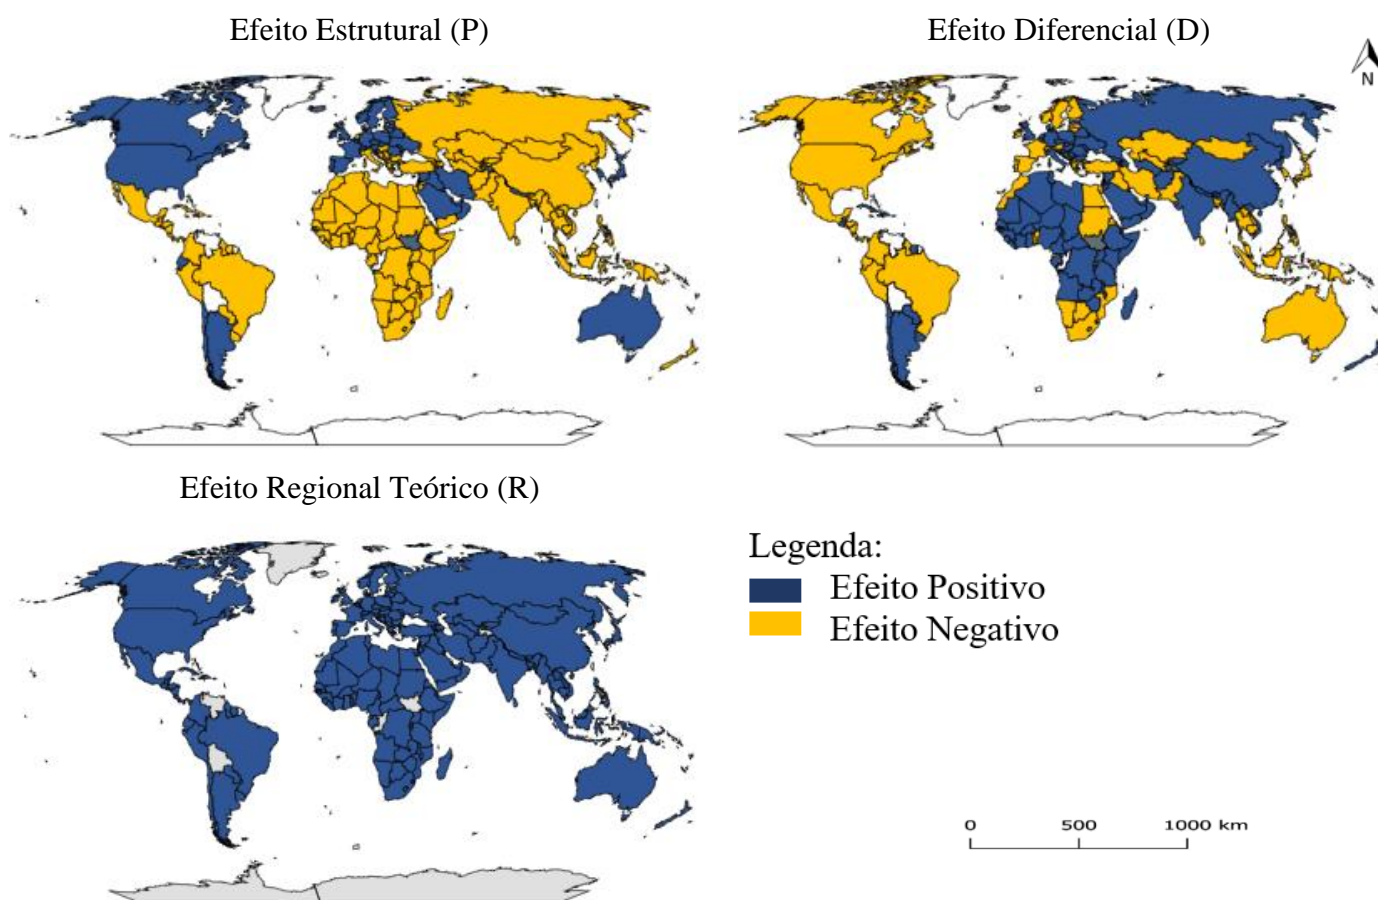 Efeito Estrutural (P)
Efeito Diferencial (D)
N
Efeito Regional Teórico (R)
Legenda:
Efeito Positivo
Efeito Negativo
0 500 1000 km